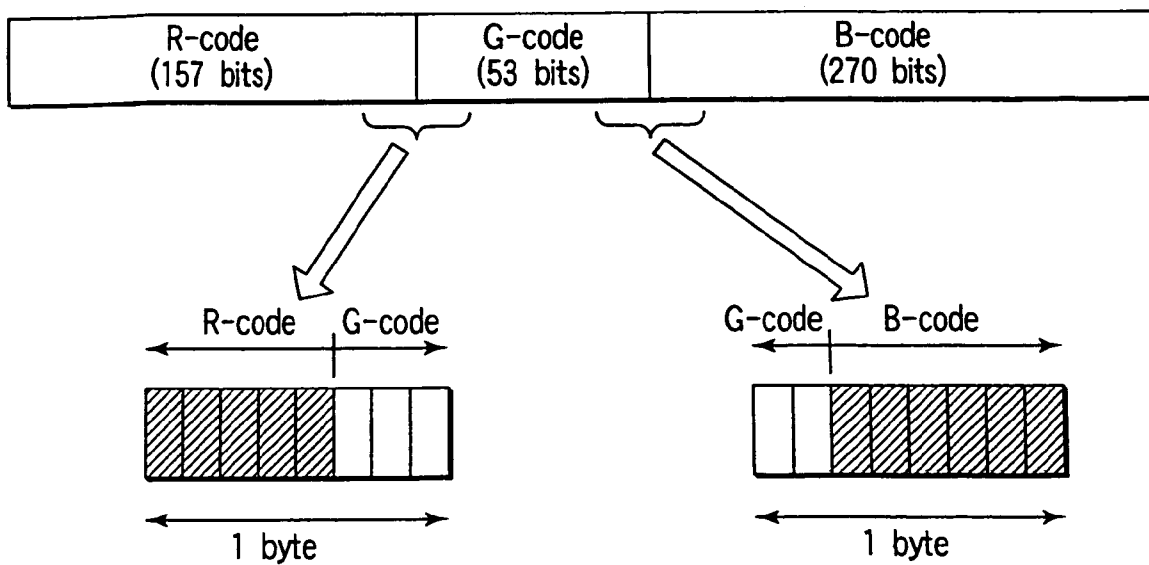 R-code G-code B-code
(157 bits) (53 bits) (270 bits)
R-code G-code G-code B-code
1 byte 1 byte